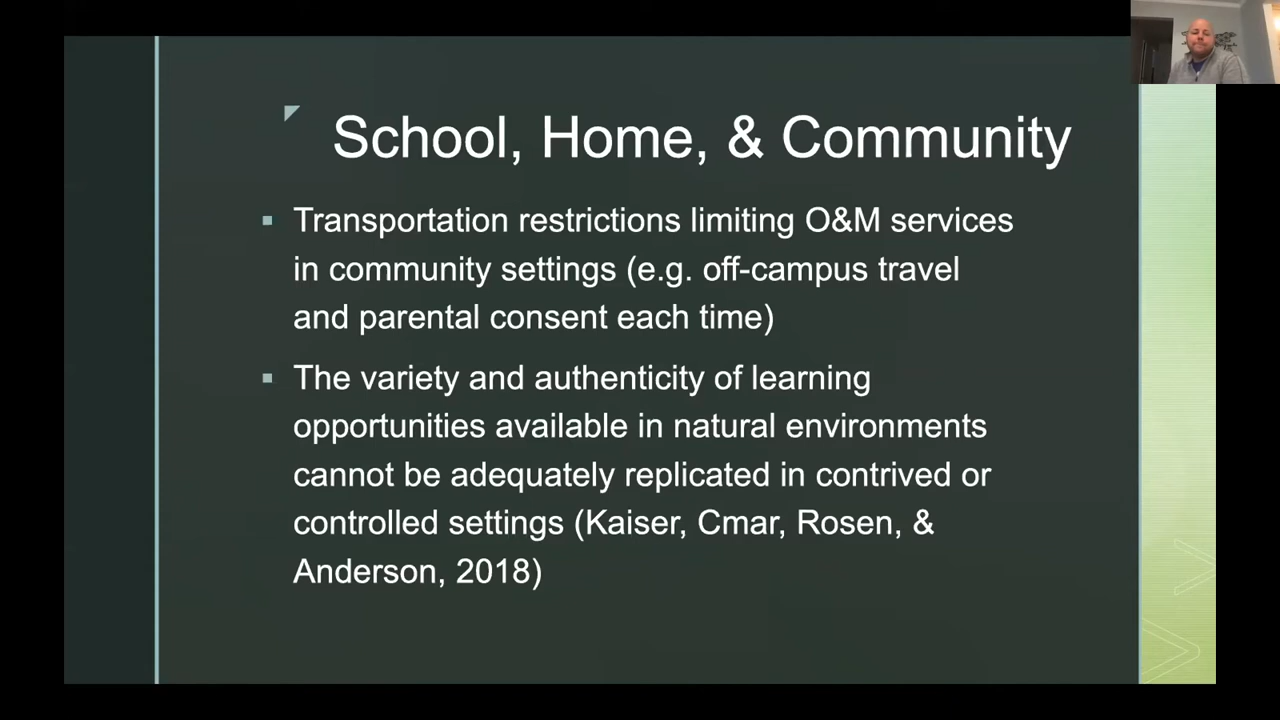 School, Home, & Community
Transportation restrictions limiting O&M services
in community settings (e.g. off-campus travel
and parental consent each time)
The variety and authenticity of learning
opportunities available in natural environments
cannot be adequately replicated in contrived or
controlled settings (Kaiser, Cmar, Rosen, &
Anderson, 2018)